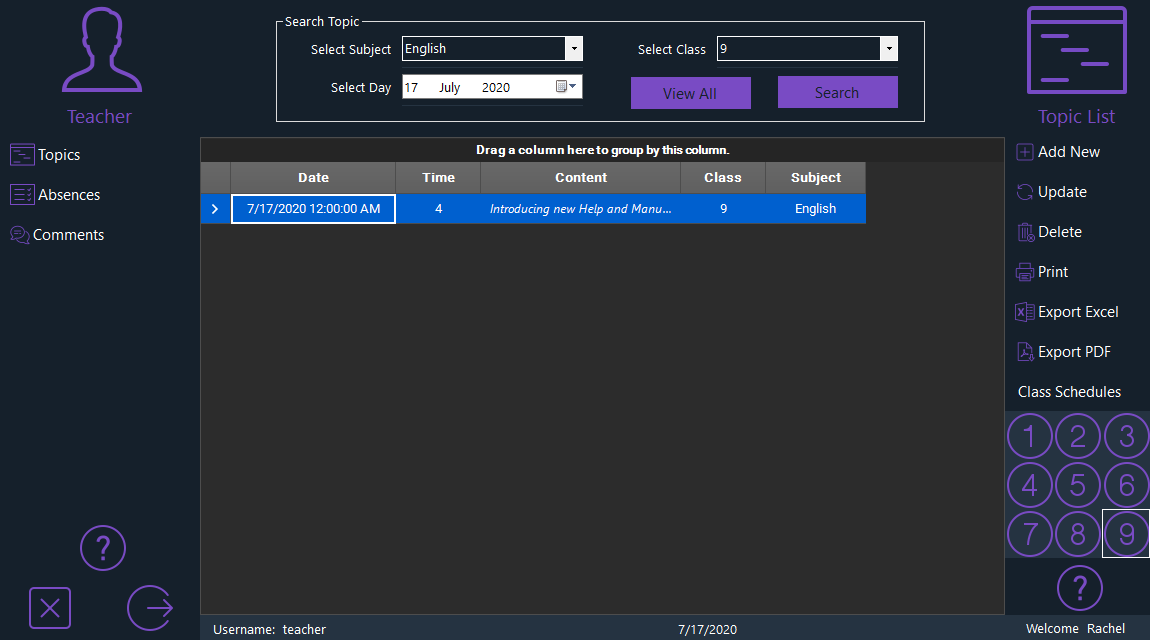 Teacher
Topics
Absences
Comments
?
Search Topic
Select Subject English
Select Class 9
Select Day 17 July 2020
View All
Search
Drag a column here to group by this column.
Date Time Content Class Subject
7/17/2020 12:00:00 AM 4 Introducing new Help and Manu... 9 English
Topic List
Add New
Update
Delete
Print
Export Excel
Export PDF
Class Schedules
1 2 3
4 5 6
7 8 9
?
Username: teacher
7/17/2020
Welcome Rachel